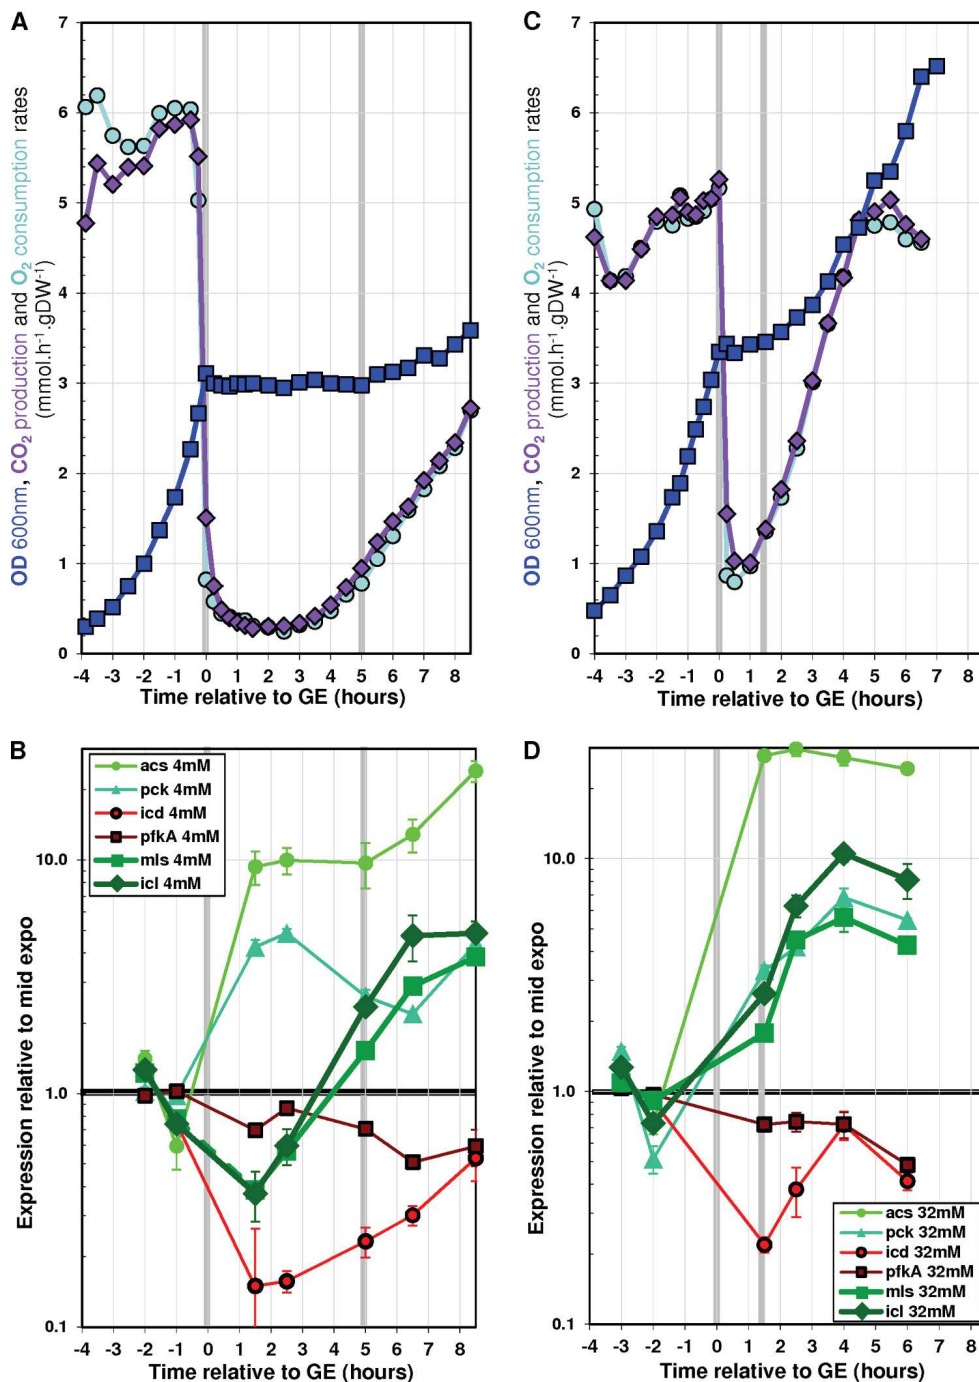 A
OD 600nm, CO2 production and O2 consumption rates
(mmol.h-1.gDW-1)
7
6
5
4
3
2
1
0
-4 -3 -2 -1 0 1 2 3 4 5 6 7 8
Time relative to GE (hours)
C
OD 600nm, CO2 production and O2 consumption rates
(mmol.h-1.gDW-1)
7
6
5
4
3
2
1
0
-4 -3 -2 -1 0 1 2 3 4 5 6 7 8
Time relative to GE (hours)
B
acs 4mM
pck 4mM
icd 4mM
pfkA 4mM
mls 4mM
icl 4mM
Expression relative to mid expo
10.0
1.0
0.1
-4 -3 -2 -1 0 1 2 3 4 5 6 7 8
Time relative to GE (hours)
D
Expression relative to mid expo
10.0
1.0
0.1
acs 32mM
pck 32mM
icd 32mM
pfkA 32mM
mls 32mM
icl 32mM
-4 -3 -2 -1 0 1 2 3 4 5 6 7 8
Time relative to GE (hours)